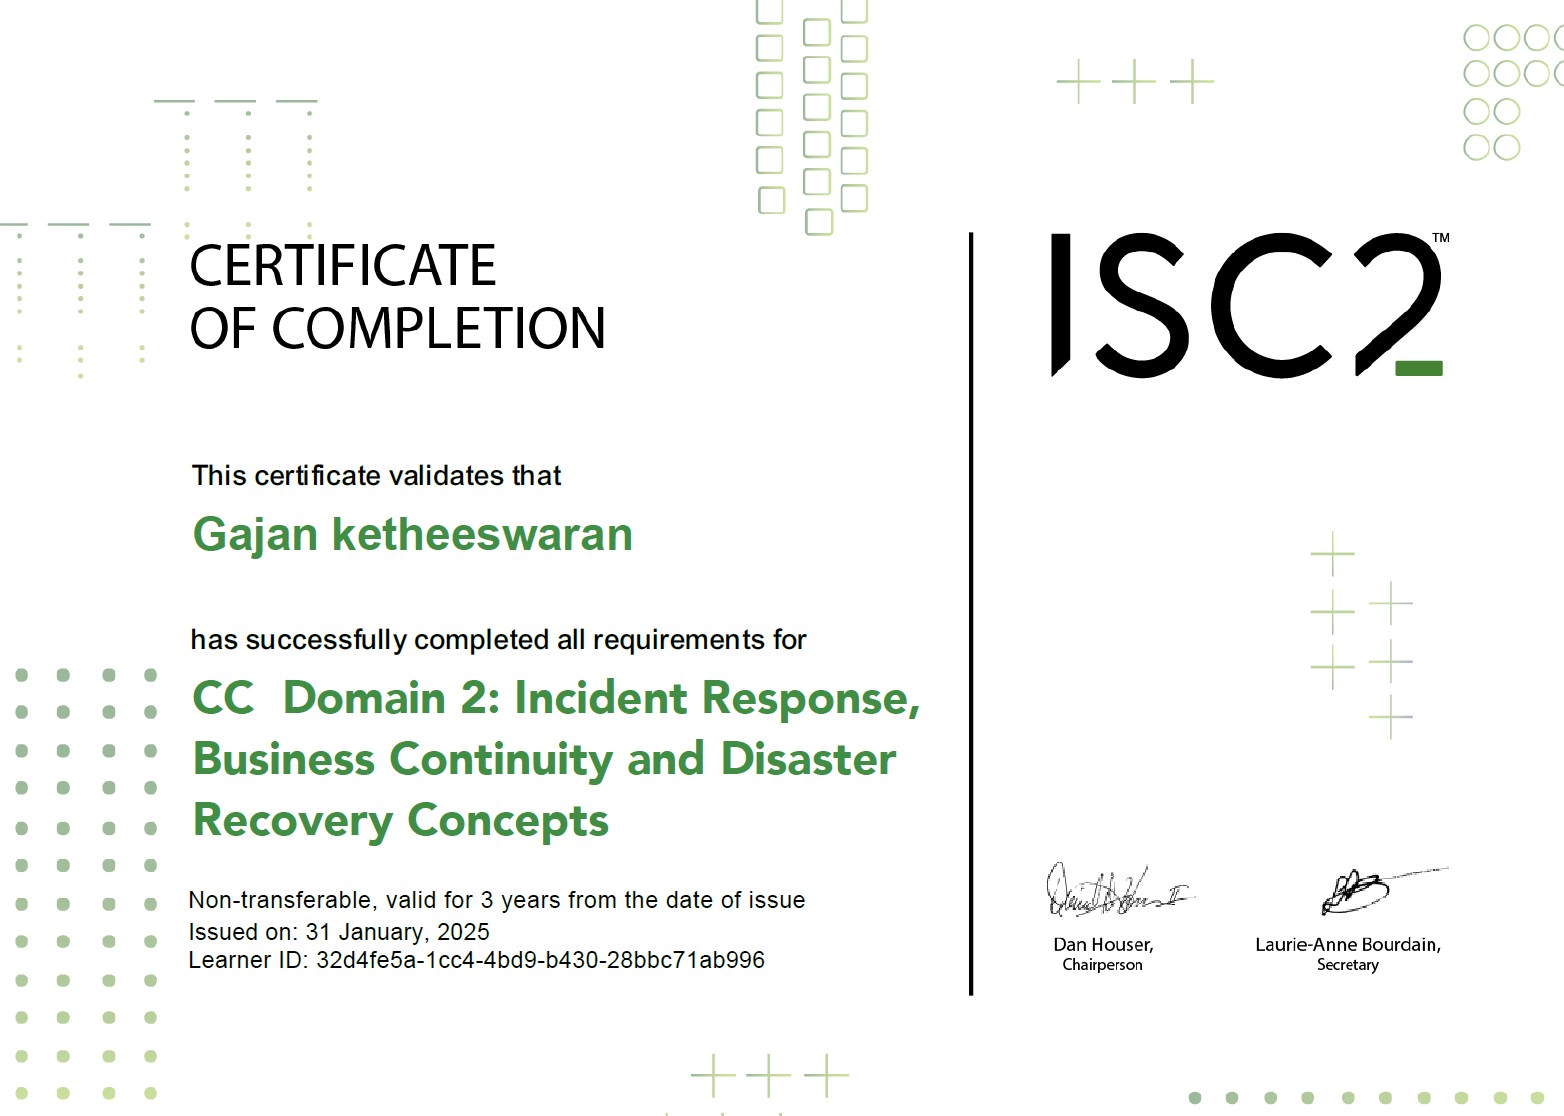 CERTIFICATE
OF COMPLETION
ISC2™
This certificate validates that
Gajan ketheeswaran
has successfully completed all requirements for
CC  Domain 2: Incident Response,
Business Continuity and Disaster
Recovery Concepts
Non-transferable, valid for 3 years from the date of issue
Issued on: 31 January, 2025
Learner ID: 32d4fe5a-1cc4-4bd9-b430-28bbc71ab996
Dan Houser,
Chairperson
Laurie-Anne Bourdain,
Secretary